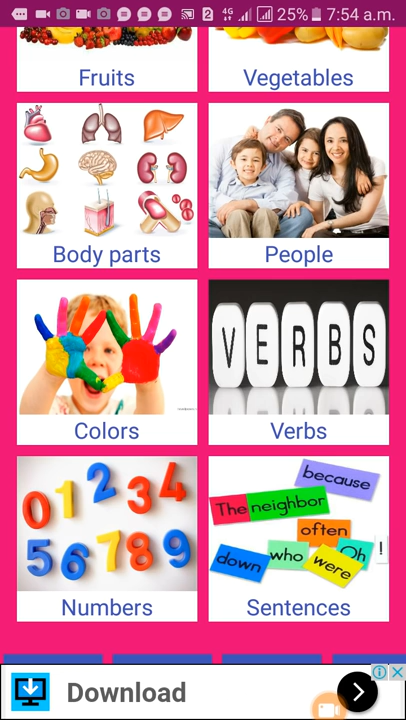 2 4G 25% 7:54 a.m.
Fruits Vegetables
Body parts People
VERBS
Colors Verbs
because
The neighbor
often
Oh !
who
down were
0 1 2 3 4
5 6 7 8 9
Numbers Sentences
Download